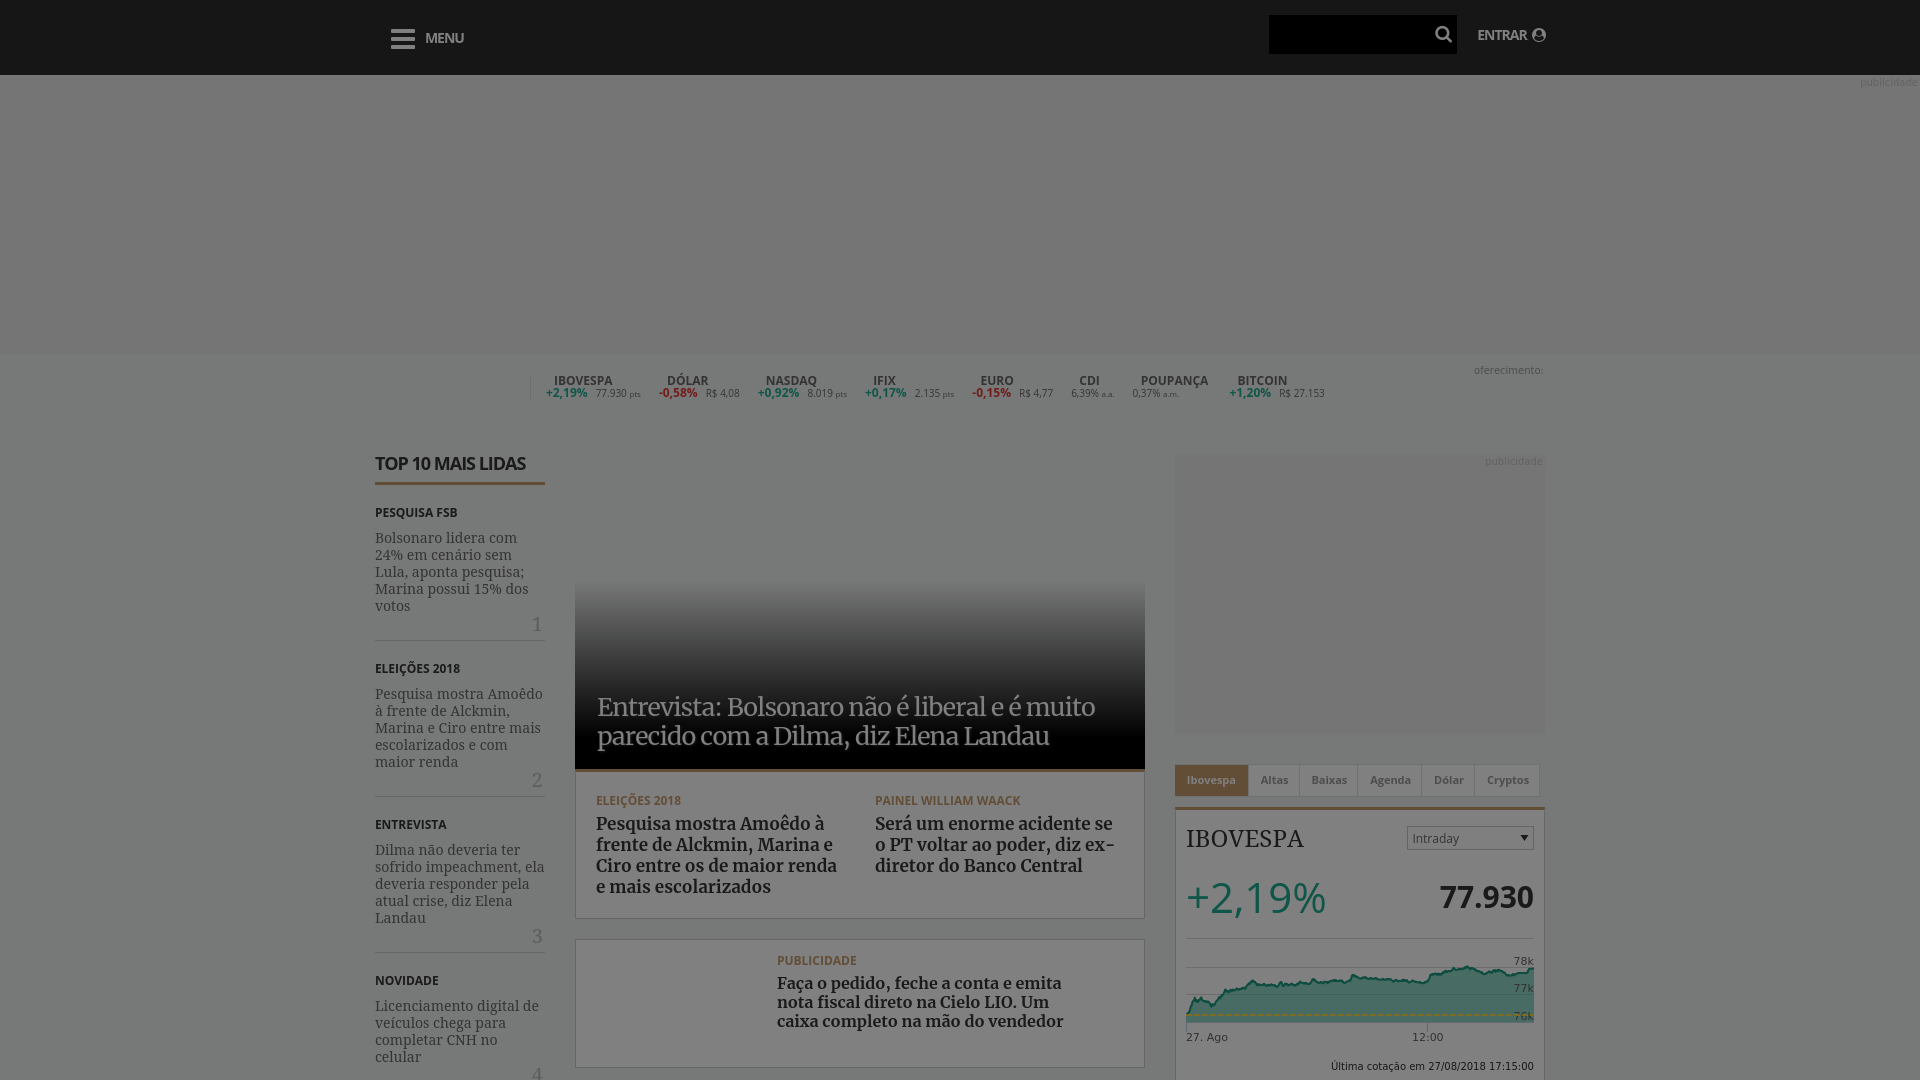 MENU
ENTRAR
publicidade
oferecimento:
IBOVESPA
+2,19% 77.930 pts
DÓLAR
-0,58% R$ 4,08
NASDAQ
+0,92% 8.019 pts
IFIX
+0,17% 2.135 pts
EURO
-0,15% R$ 4,77
CDI
6,39% a.a.
POUPANÇA
0,37% a.m.
BITCOIN
+1,20% R$ 27.153
TOP 10 MAIS LIDAS
PESQUISA FSB
Bolsonaro lidera com
24% em cenário sem
Lula, aponta pesquisa;
Marina possui 15% dos
votos
1
ELEIÇÕES 2018
Pesquisa mostra Amoêdo
à frente de Alckmin,
Marina e Ciro entre mais
escolarizados e com
maior renda
2
ENTREVISTA
Dilma não deveria ter
sofrido impeachment, ela
deveria responder pela
atual crise, diz Elena
Landau
3
NOVIDADE
Licenciamento digital de
veículos chega para
completar CNH no
celular
4
Entrevista: Bolsonaro não é liberal e é muito
parecido com a Dilma, diz Elena Landau
ELEIÇÕES 2018
Pesquisa mostra Amoêdo à
frente de Alckmin, Marina e
Ciro entre os de maior renda
e mais escolarizados
PAINEL WILLIAM WAACK
Será um enorme acidente se
o PT voltar ao poder, diz ex-
diretor do Banco Central
PUBLICIDADE
Faça o pedido, feche a conta e emita
nota fiscal direto na Cielo LIO. Um
caixa completo na mão do vendedor
publicidade
Ibovespa Altas Baixas Agenda Dólar Cryptos
IBOVESPA
Intraday
+2,19% 77.930
78k
77k
76k
27. Ago 12:00
Última cotação em 27/08/2018 17:15:00